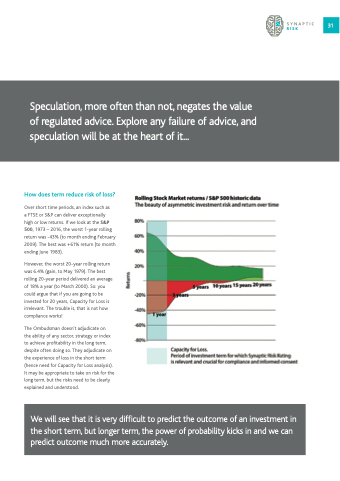 SYNAPTIC
RISK
31
Speculation, more often than not, negates the value
of regulated advice. Explore any failure of advice, and
speculation will be at the heart of it...
How does term reduce risk of loss?
Over short time periods, an index such as
a FTSE or S&P can deliver exceptionally
high or low returns. If we look at the S&P
500, 1973 – 2016, the worst 1-year rolling
return was -43% (to month ending February
2009). The best was +61% return (to month
ending June 1983).
However, the worst 20-year rolling return
was 6.4% (gain, to May 1979). The best
rolling 20-year period delivered an average
of 18% a year (to March 2000). So: you
could argue that if you are going to be
invested for 20 years, Capacity for Loss is
irrelevant. The trouble is, that is not how
compliance works!
The Ombudsman doesn't adjudicate on
the ability of any sector, strategy or index
to achieve profitability in the long term,
despite often doing so. They adjudicate on
the experience of loss in the short term
(hence need for Capacity for Loss analysis).
It may be appropriate to take on risk for the
long term, but the risks need to be clearly
explained and understood.
Rolling Stock Market returns / S&P 500 historic data
The beauty of asymmetric investment risk and return over time
80%
60%
40%
20%
Returns
-20%
-40%
-60%
-80%
1 year
3 years
5 years
10 years
15 years
20 years
Capacity for Loss.
Period of investment term for which Synaptic Risk Rating
is relevant and crucial for compliance and informed consent
We will see that it is very difficult to predict the outcome of an investment in
the short term, but longer term, the power of probability kicks in and we can
predict outcome much more accurately.